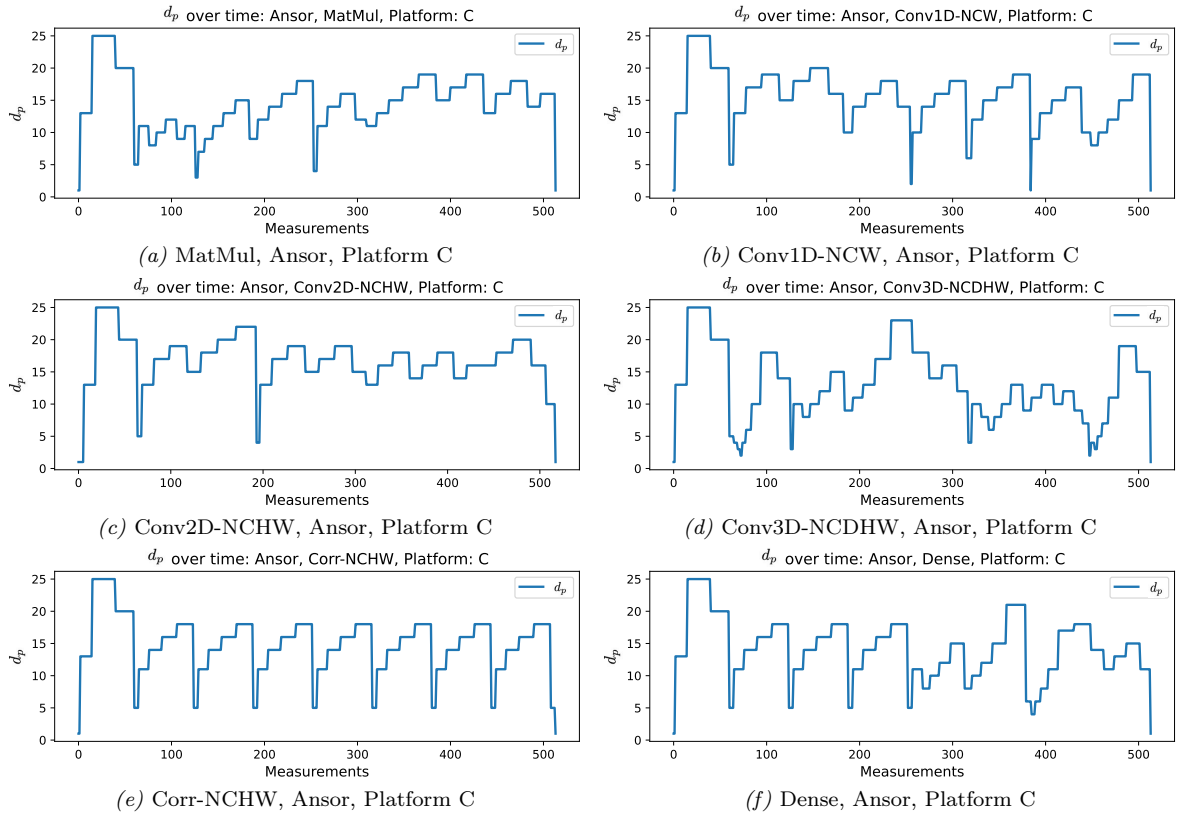 d_p over time: Ansor, MatMul, Platform: C
d_p
25
20
15
10
5
0
d_p
0 100 200 300 400 500
Measurements
(a) MatMul, Ansor, Platform C
d_p over time: Ansor, Conv1D-NCW, Platform: C
d_p
25
20
15
10
5
0
d_p
0 100 200 300 400 500
Measurements
(b) Conv1D-NCW, Ansor, Platform C
d_p over time: Ansor, Conv2D-NCHW, Platform: C
d_p
25
20
15
10
5
0
d_p
0 100 200 300 400 500
Measurements
(c) Conv2D-NCHW, Ansor, Platform C
d_p over time: Ansor, Conv3D-NCDHW, Platform: C
d_p
25
20
15
10
5
0
d_p
0 100 200 300 400 500
Measurements
(d) Conv3D-NCDHW, Ansor, Platform C
d_p over time: Ansor, Corr-NCHW, Platform: C
d_p
25
20
15
10
5
0
d_p
0 100 200 300 400 500
Measurements
(e) Corr-NCHW, Ansor, Platform C
d_p over time: Ansor, Dense, Platform: C
d_p
25
20
15
10
5
0
d_p
0 100 200 300 400 500
Measurements
(f) Dense, Ansor, Platform C